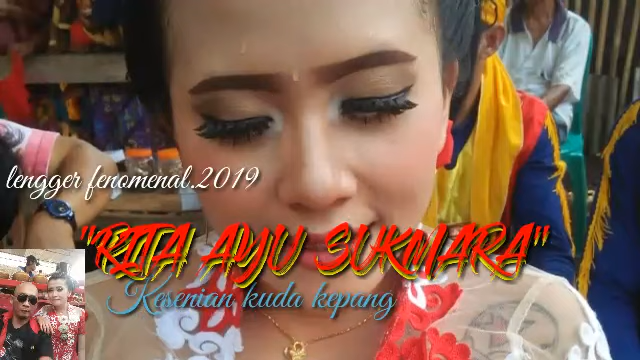 lengger fenomenal.2019
"RITA AYU SUKMARA"
Kesenian kuda kepang